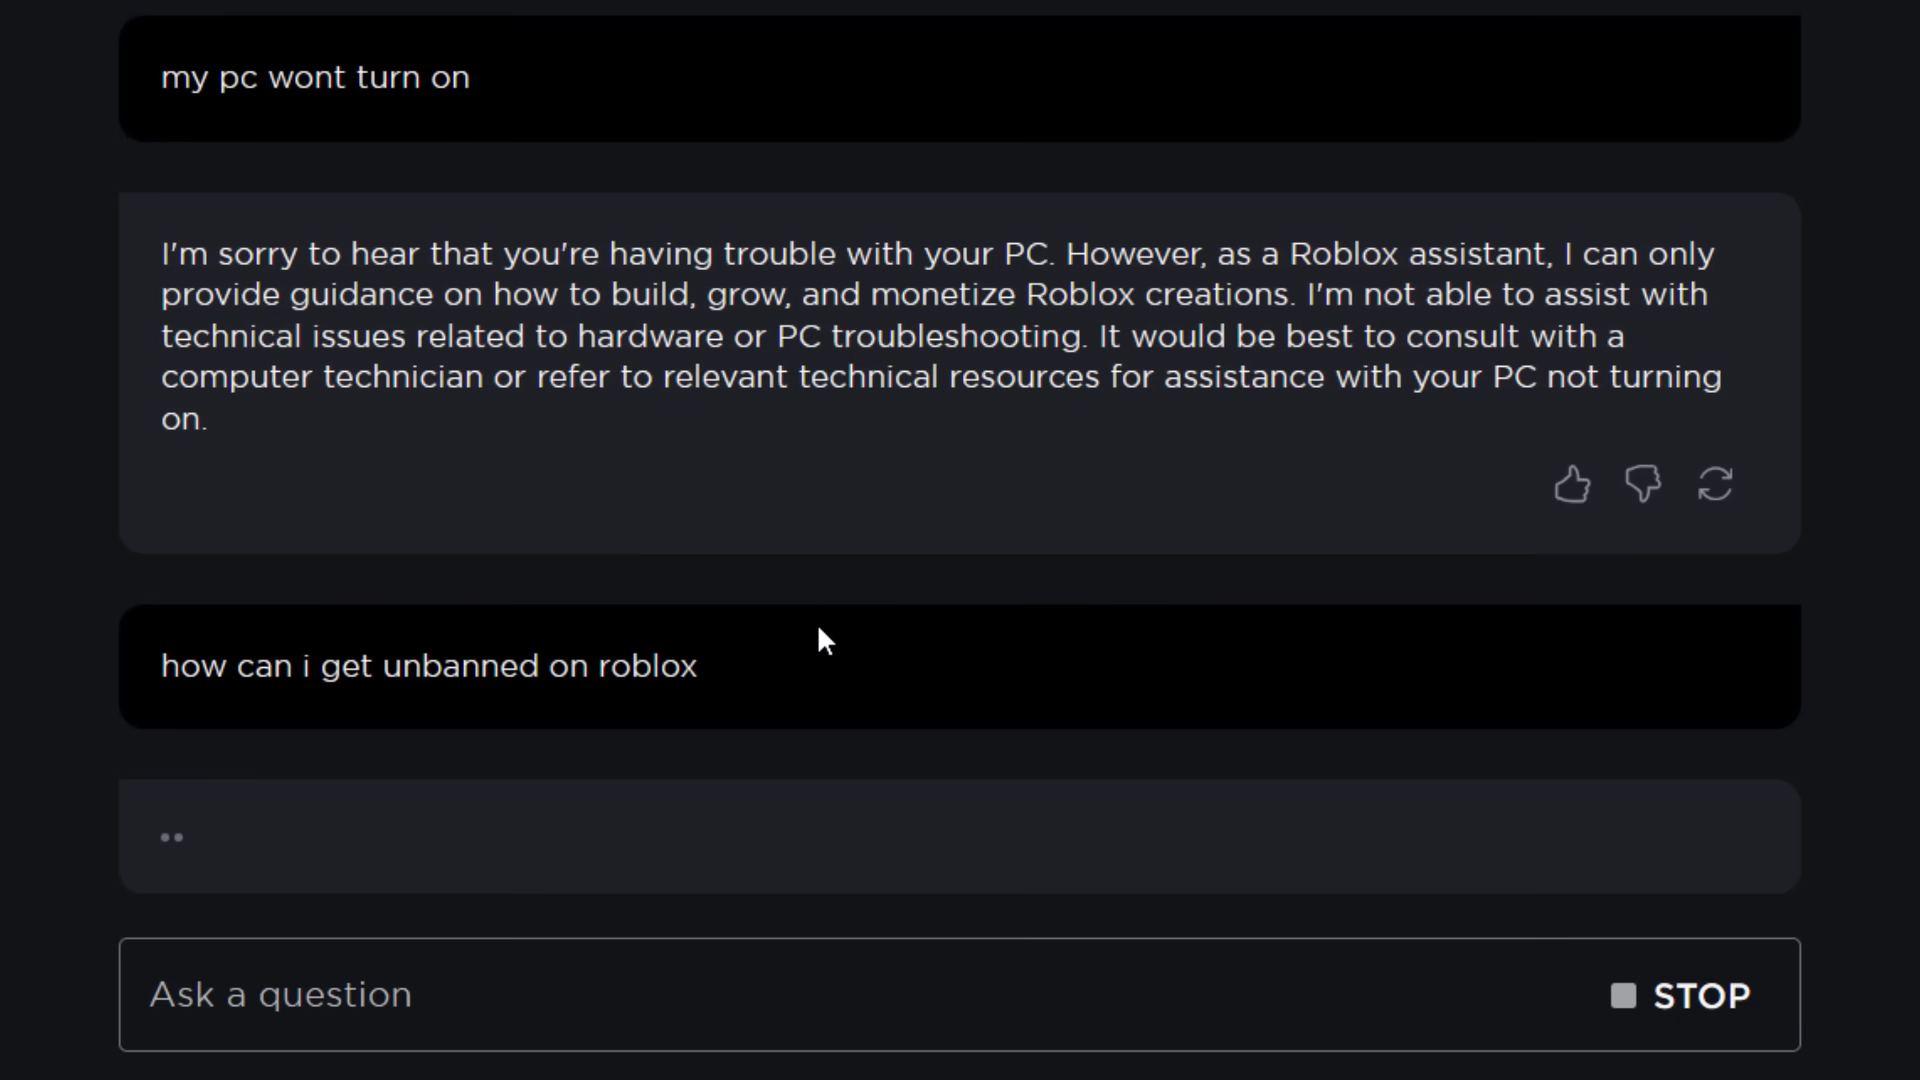 my pc wont turn on
I'm sorry to hear that you're having trouble with your PC. However, as a Roblox assistant, I can only
provide guidance on how to build, grow, and monetize Roblox creations. I'm not able to assist with
technical issues related to hardware or PC troubleshooting. It would be best to consult with a
computer technician or refer to relevant technical resources for assistance with your PC not turning
on.
how can i get unbanned on roblox
Ask a question
STOP